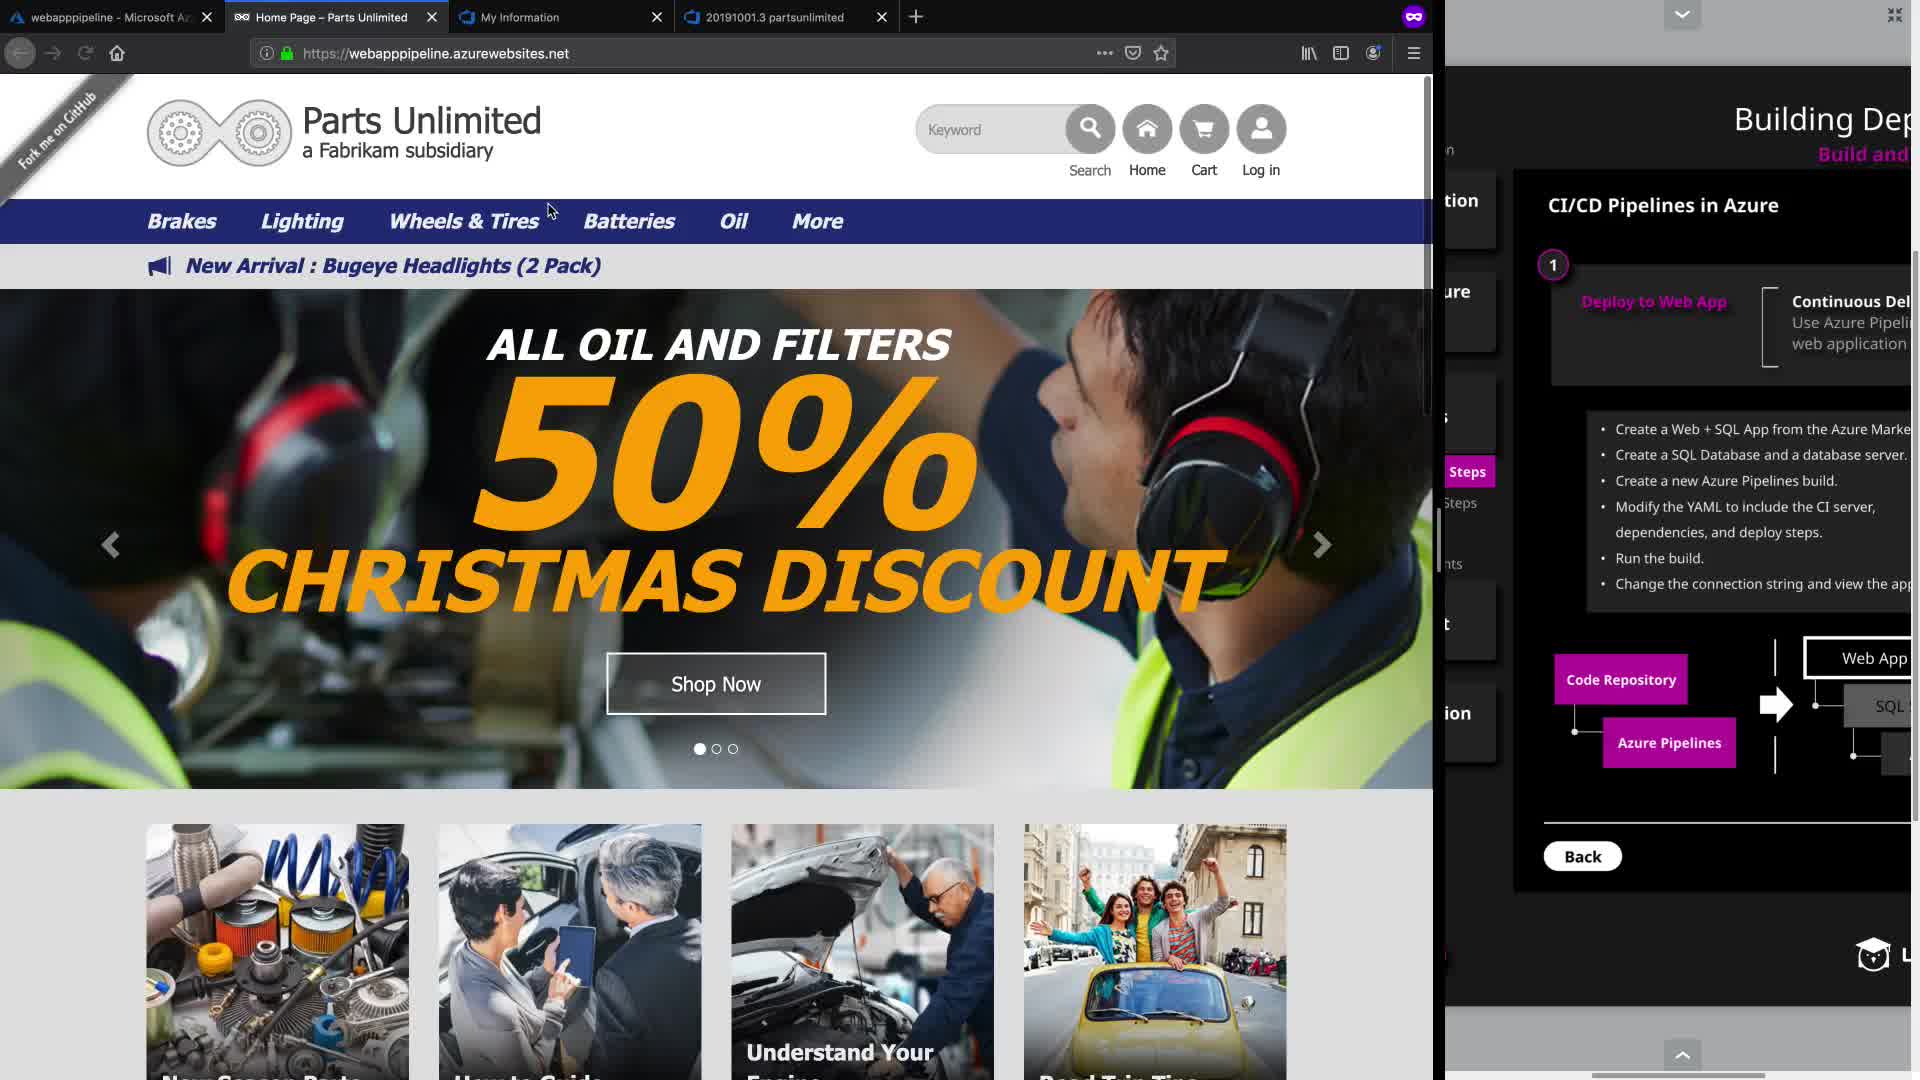 webapppipeline - Microsoft Az
Home Page – Parts Unlimited
My Information
20191001.3 partsunlimited
https://webapppipeline.azurewebsites.net
Fork me on GitHub
Parts Unlimited
a Fabrikam subsidiary
Keyword
Search
Home
Cart
Log in
Brakes
Lighting
Wheels & Tires
Batteries
Oil
More
New Arrival : Bugeye Headlights (2 Pack)
ALL OIL AND FILTERS
50%
CHRISTMAS DISCOUNT
Shop Now
Understand Your
Building Dep
Build and
CI/CD Pipelines in Azure
1
Deploy to Web App
Continuous Del
Use Azure Pipeli
web application
• Create a Web + SQL App from the Azure Marke
• Create a SQL Database and a database server.
• Create a new Azure Pipelines build.
• Modify the YAML to include the CI server,
dependencies, and deploy steps.
• Run the build.
• Change the connection string and view the app
Code Repository
Azure Pipelines
Web App
SQL
Back
L
tion
ure
s
Steps
Steps
nts
t
ion